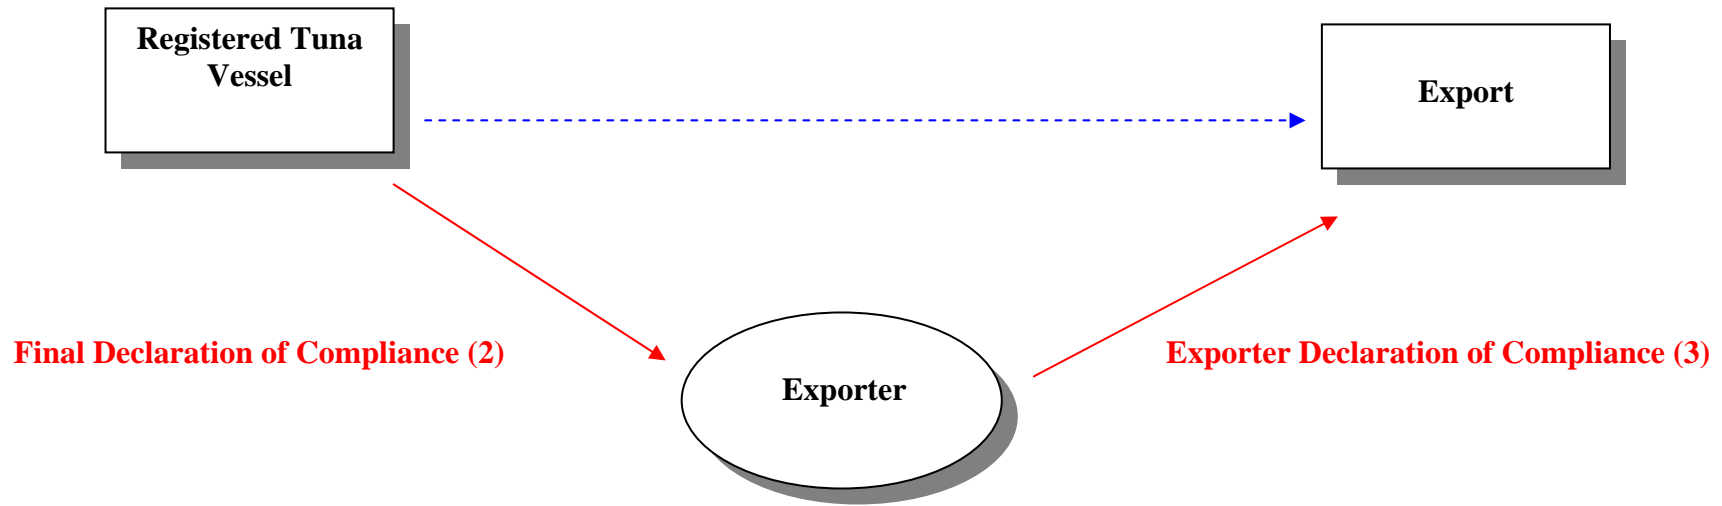 Registered Tuna
Vessel
Export
Final Declaration of Compliance (2)
Exporter Declaration of Compliance (3)
Exporter